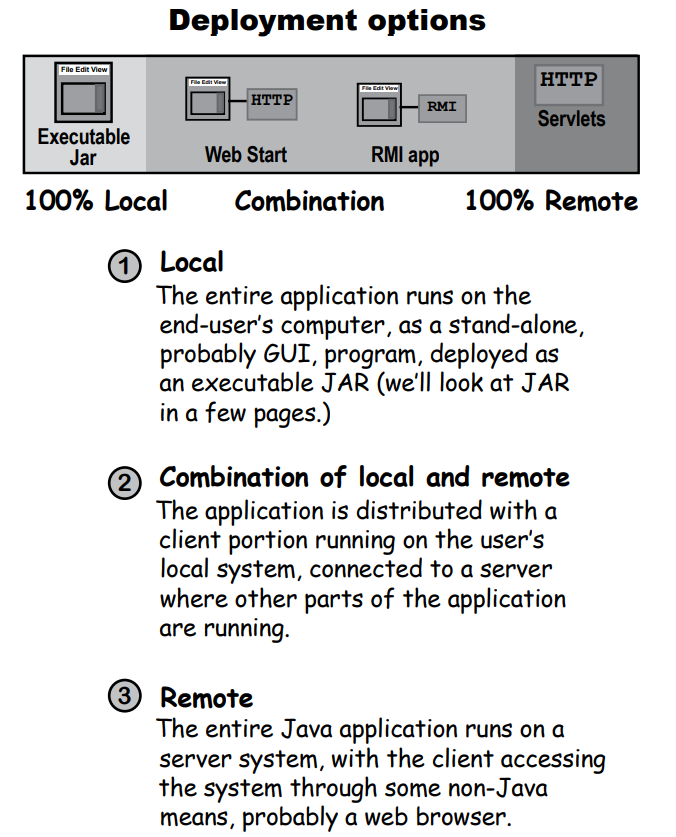 Deployment options
File Edit View
File Edit View
HTTP
File Edit View
RMI
HTTP
Executable
Jar
Web Start
RMI app
Servlets
100% Local
Combination
100% Remote
1 Local
The entire application runs on the
end-user's computer, as a stand-alone,
probably GUI, program, deployed as
an executable JAR (we'll look at JAR
in a few pages.)
2 Combination of local and remote
The application is distributed with a
client portion running on the user's
local system, connected to a server
where other parts of the application
are running.
3 Remote
The entire Java application runs on a
server system, with the client accessing
the system through some non-Java
means, probably a web browser.